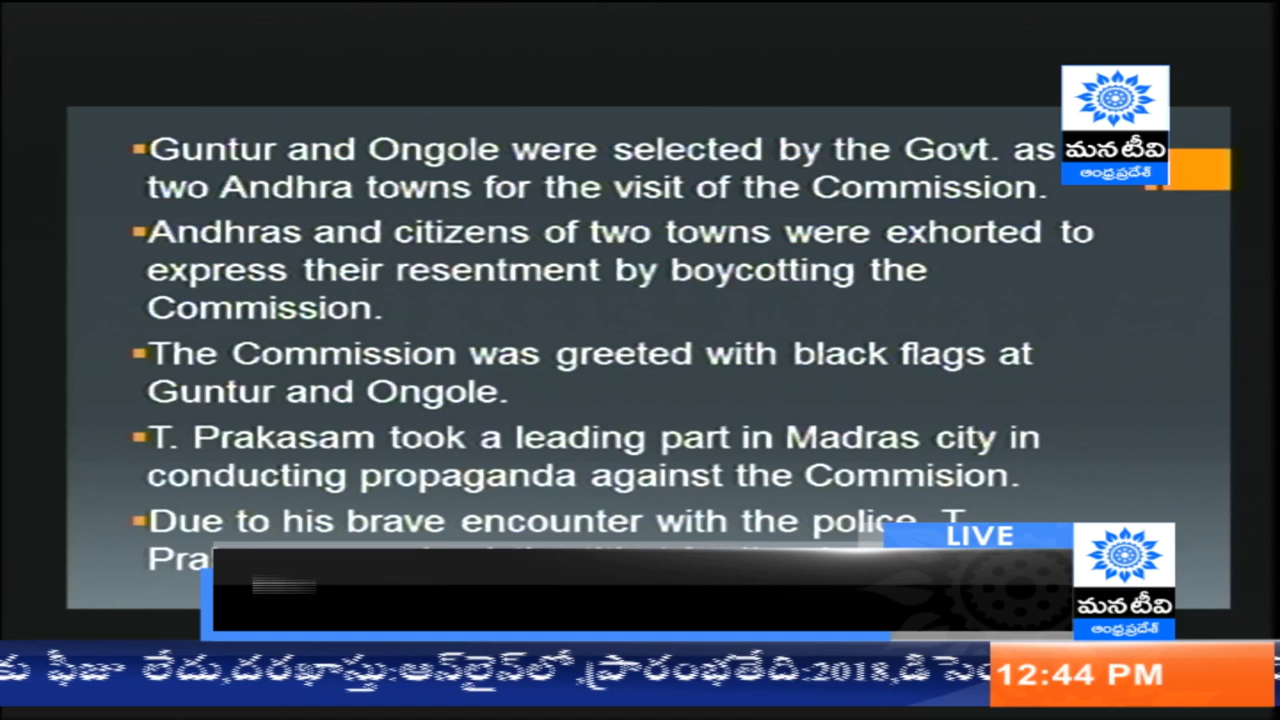 ▪Guntur and Ongole were selected by the Govt. as
two Andhra towns for the visit of the Commission.
▪Andhras and citizens of two towns were exhorted to
express their resentment by boycotting the
Commission.
▪The Commission was greeted with black flags at
Guntur and Ongole.
▪T. Prakasam took a leading part in Madras city in
conducting propaganda against the Commision.
▪Due to his brave encounter with the police, T.
మన టీవి
ఆంధ్రప్రదేశ్
LIVE
మన టీవి
ఆంధ్రప్రదేశ్
ఫీజు లేదు,దరఖాస్తు:ఆన్‌లైన్‌లో ,ప్రారంభతేది:2018,డి
12:44 PM